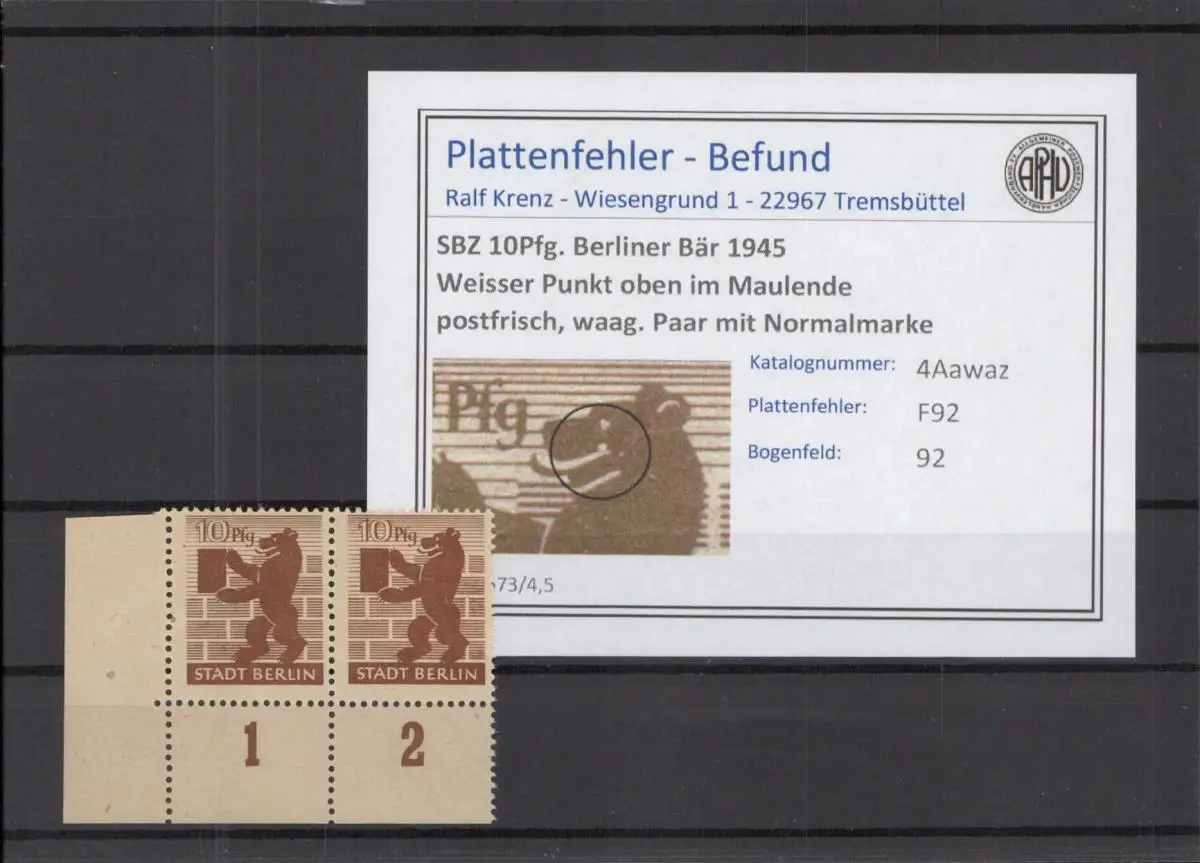 Plattenfehler - Befund
Ralf Krenz - Wiesengrund 1 - 22967 Tremsbüttel
APHV
SBZ 10Pfg. Berliner Bär 1945
Weisser Punkt oben im Maulende
postfrisch, waag. Paar mit Normalmarke
Katalognummer: 4Aawaz
Plattenfehler: F92
Bogenfeld: 92
Pfg
73/4,5
10 Pfg 10 Pfg
STADT BERLIN STADT BERLIN
1 2